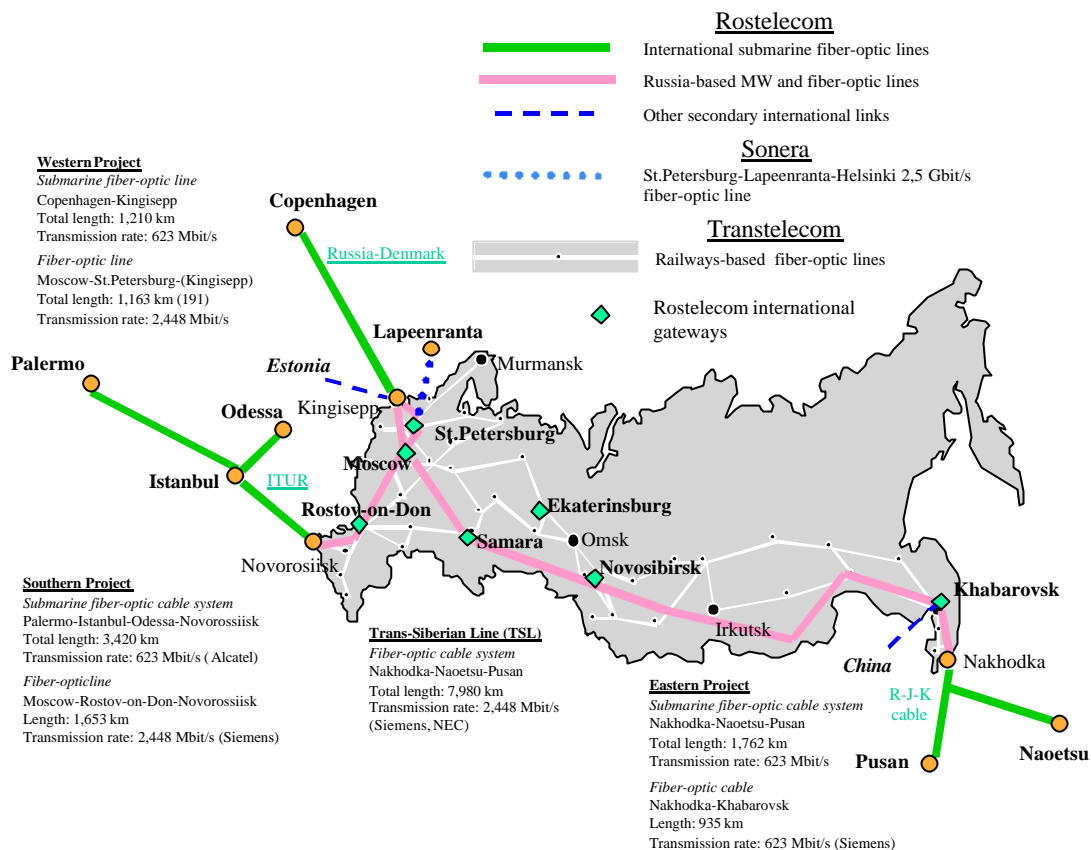 Rostelecom
International submarine fiber-optic lines
Russia-based MW and fiber-optic lines
Other secondary international links
Sonera
St.Petersburg-Lapeenranta-Helsinki 2,5 Gbit/s
fiber-optic line
Transtelecom
Railways-based fiber-optic lines
Rostelecom international
gateways
Western Project
Submarine fiber-optic line
Copenhagen-Kingisepp
Total length: 1,210 km
Transmission rate: 623 Mbit/s
Fiber-optic line
Moscow-St.Petersburg-(Kingisepp)
Total length: 1,163 km (191)
Transmission rate: 2,448 Mbit/s
Copenhagen
Russia-Denmark
Lapeenranta
Murmansk
Palermo
Estonia
Kingisepp
Odessa
St.Petersburg
Moscow
Istanbul
ITUR
Rostov-on-Don
Ekaterinsburg
Samara
Omsk
Novorosiisk
Novosibirsk
Khabarovsk
Irkutsk
China
Nakhodka
R-J-K
cable
Pusan
Naoetsu
Southern Project
Submarine fiber-optic cable system
Palermo-Istanbul-Odessa-Novorossiisk
Total length: 3,420 km
Transmission rate: 623 Mbit/s (Alcatel)
Fiber-opticline
Moscow-Rostov-on-Don-Novorossiisk
Length: 1,653 km
Transmission rate: 2,448 Mbit/s (Siemens)
Trans-Siberian Line (TSL)
Fiber-optic cable system
Nakhodka-Naoetsu-Pusan
Total length: 7,980 km
Transmission rate: 2,448 Mbit/s
(Siemens, NEC)
Eastern Project
Submarine fiber-optic cable system
Nakhodka-Naoetsu-Pusan
Total length: 1,762 km
Transmission rate: 623 Mbit/s
Fiber-optic cable
Nakhodka-Khabarovsk
Length: 935 km
Transmission rate: 623 Mbit/s (Siemens)